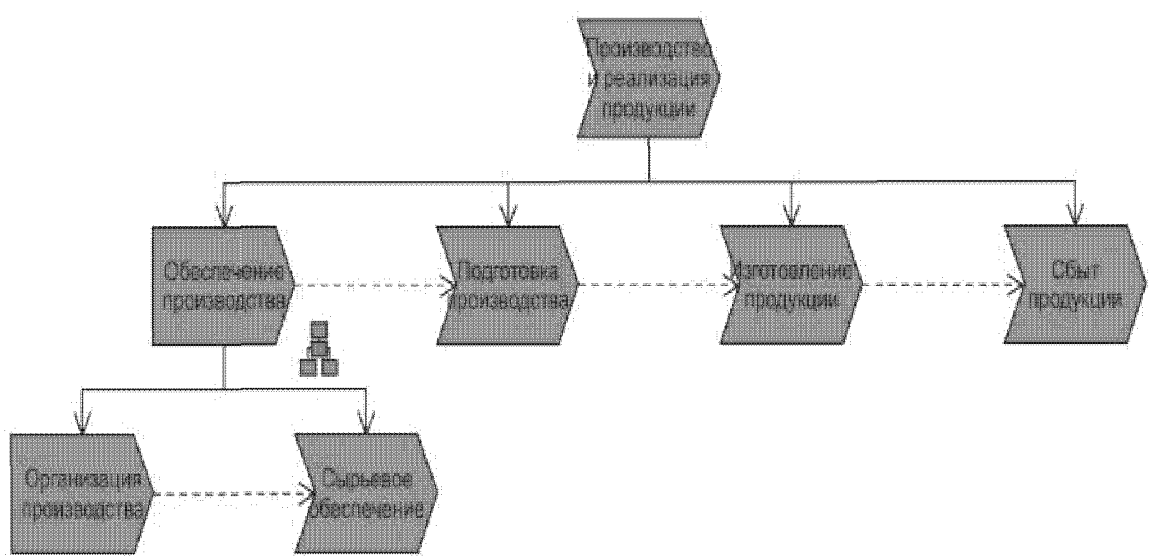 Производство
и реализация
продукции
Обеспечение
производства
Подготовка
производства
Изготовление
продукции
Сбыт
продукции
Организация
производства
Сырьевое
обеспечение